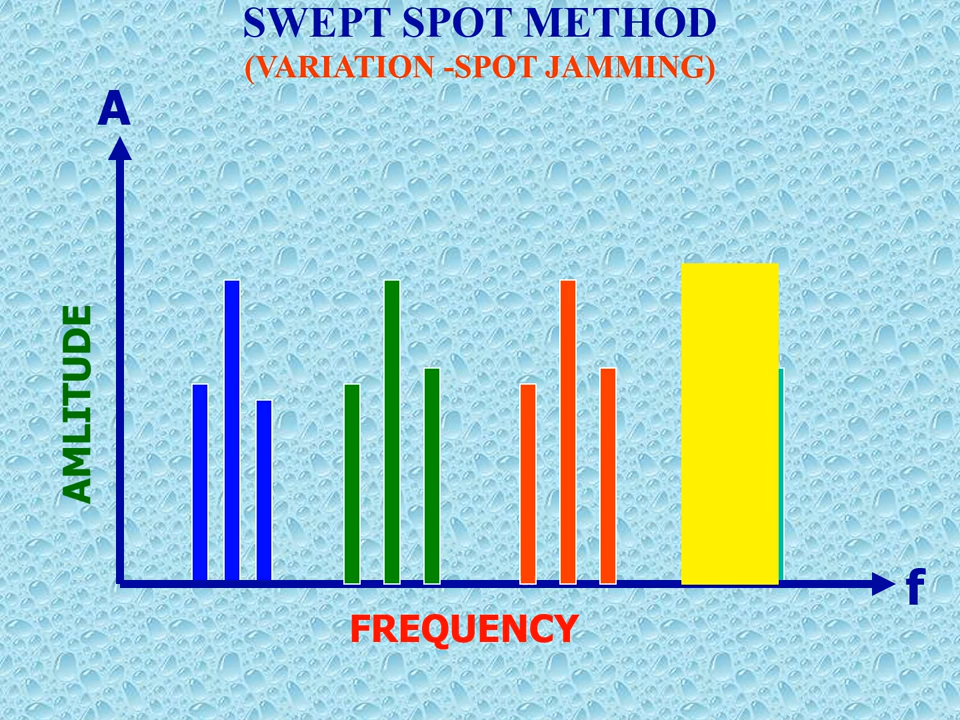 SWEPT SPOT METHOD
(VARIATION -SPOT JAMMING)
A
AMLITUDE
f
FREQUENCY